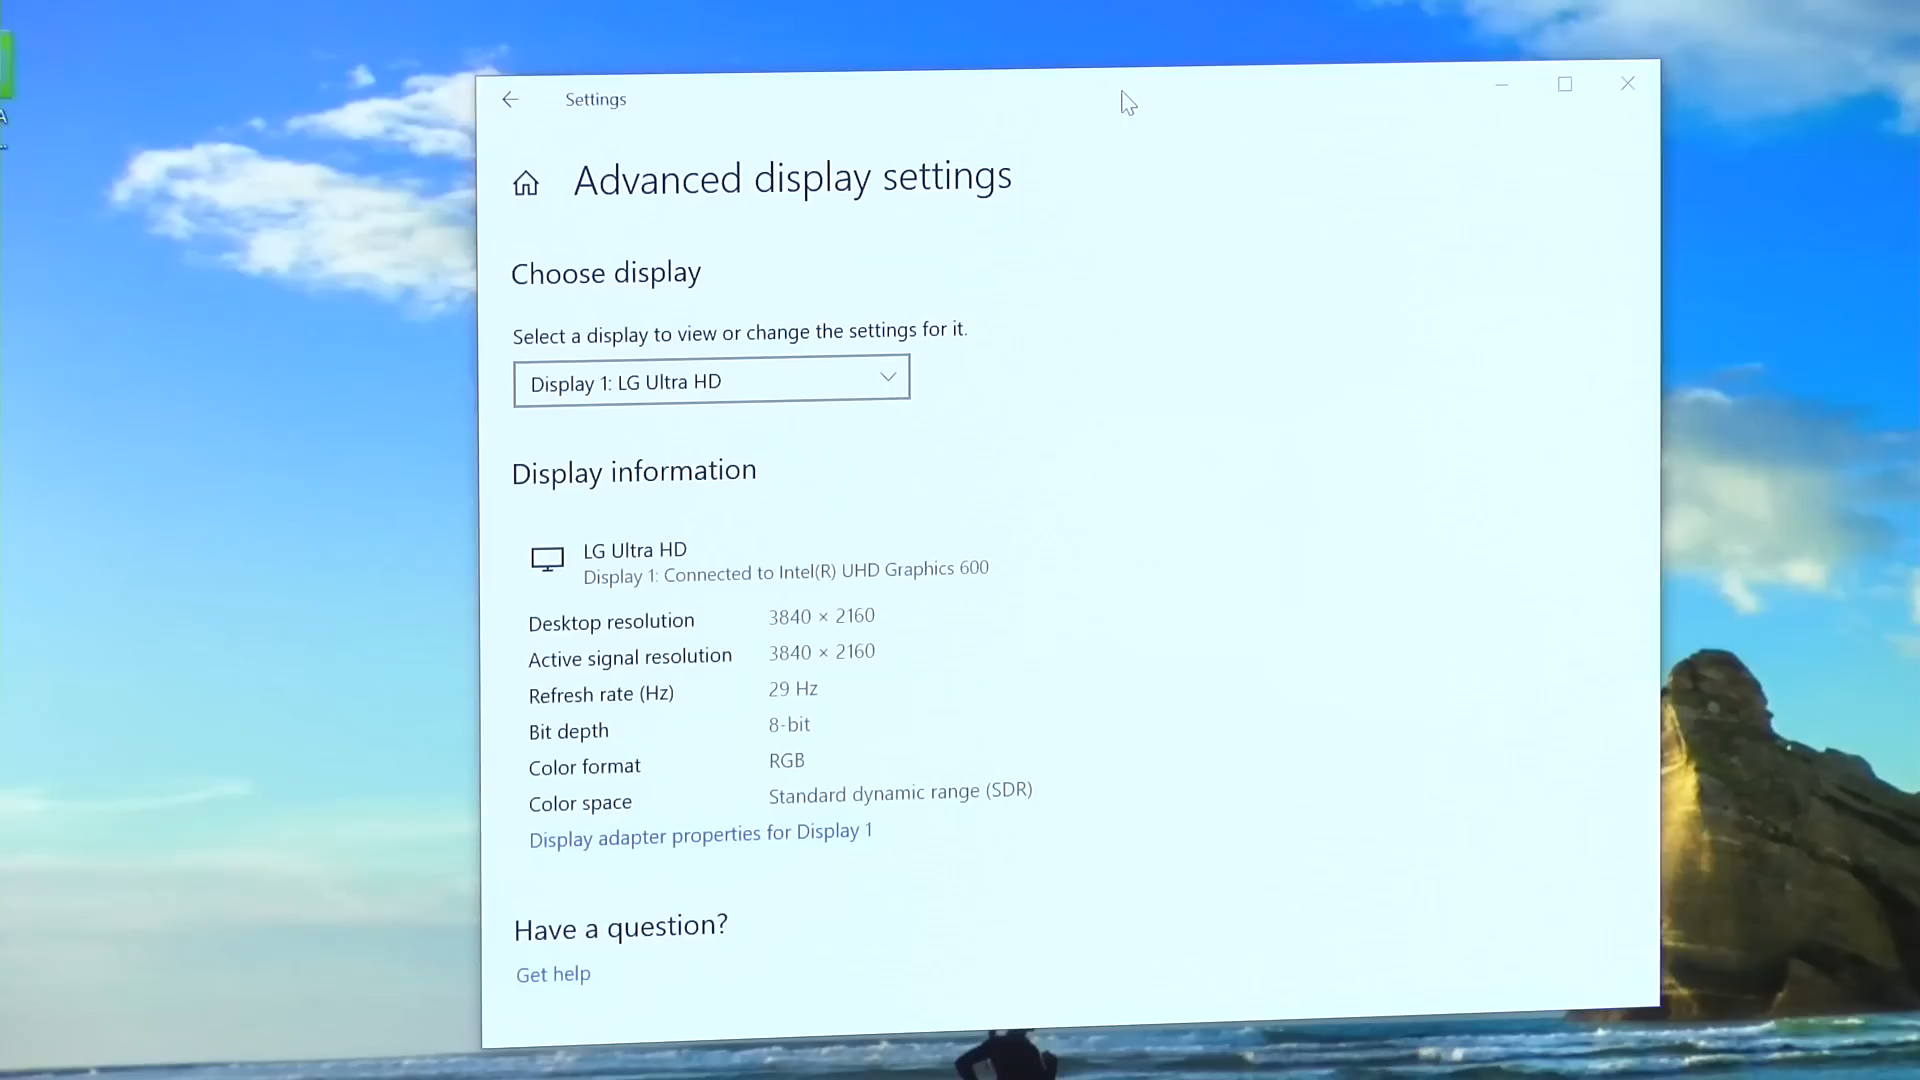 Settings
Advanced display settings
Choose display
Select a display to view or change the settings for it.
Display 1: LG Ultra HD
Display information
LG Ultra HD
Display 1: Connected to Intel(R) UHD Graphics 600
Desktop resolution 3840 × 2160
Active signal resolution 3840 × 2160
Refresh rate (Hz) 29 Hz
Bit depth 8-bit
Color format RGB
Color space Standard dynamic range (SDR)
Display adapter properties for Display 1
Have a question?
Get help